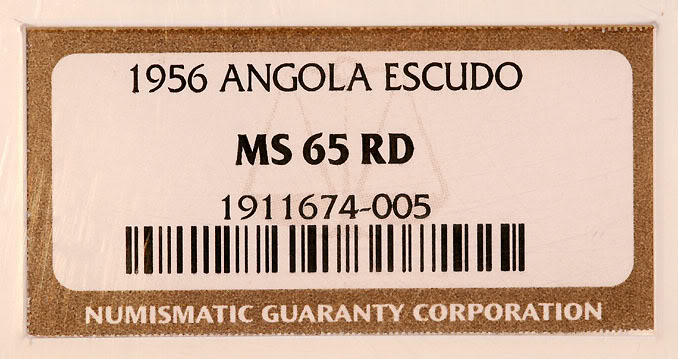 1956 ANGOLA ESCUDO
MS 65 RD
1911674-005
NUMISMATIC GUARANTY CORPORATION